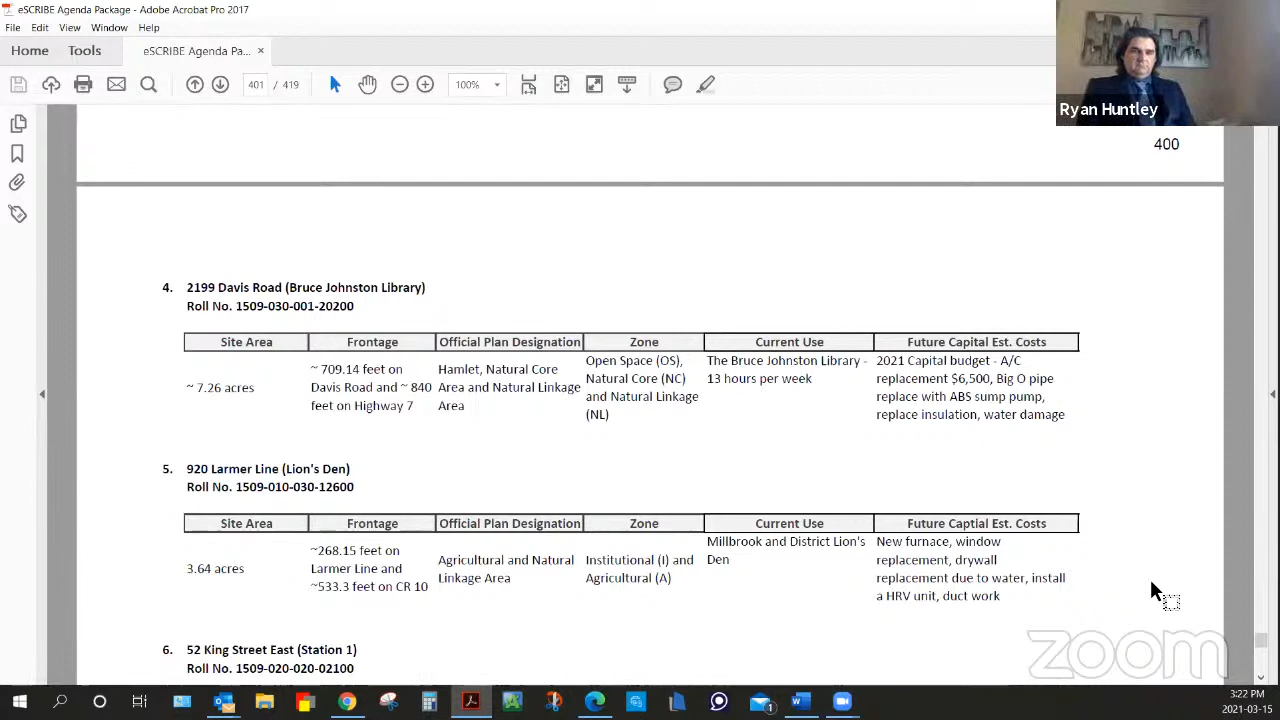 eSCRIBE Agenda Package - Adobe Acrobat Pro 2017
File Edit View Window Help
Home Tools eSCRIBE Agenda Pa... ×
401 / 419 100%
Ryan Huntley
400
4. 2199 Davis Road (Bruce Johnston Library)
Roll No. 1509-030-001-20200
Site Area Frontage Official Plan Designation Zone Current Use Future Capital Est. Costs
~ 7.26 acres
~ 709.14 feet on
Davis Road and ~ 840
feet on Highway 7
Hamlet, Natural Core
Area and Natural Linkage
Area
Open Space (OS),
Natural Core (NC)
and Natural Linkage
(NL)
The Bruce Johnston Library -
13 hours per week
2021 Capital budget - A/C
replacement $6,500, Big O pipe
replace with ABS sump pump,
replace insulation, water damage
5. 920 Larmer Line (Lion's Den)
Roll No. 1509-010-030-12600
Site Area Frontage Official Plan Designation Zone Current Use Future Captial Est. Costs
3.64 acres
~268.15 feet on
Larmer Line and
~533.3 feet on CR 10
Agricultural and Natural
Linkage Area
Institutional (I) and
Agricultural (A)
Millbrook and District Lion's
Den
New furnace, window
replacement, drywall
replacement due to water, install
a HRV unit, duct work
6. 52 King Street East (Station 1)
Roll No. 1509-020-020-02100
zoom
3:22 PM
2021-03-15